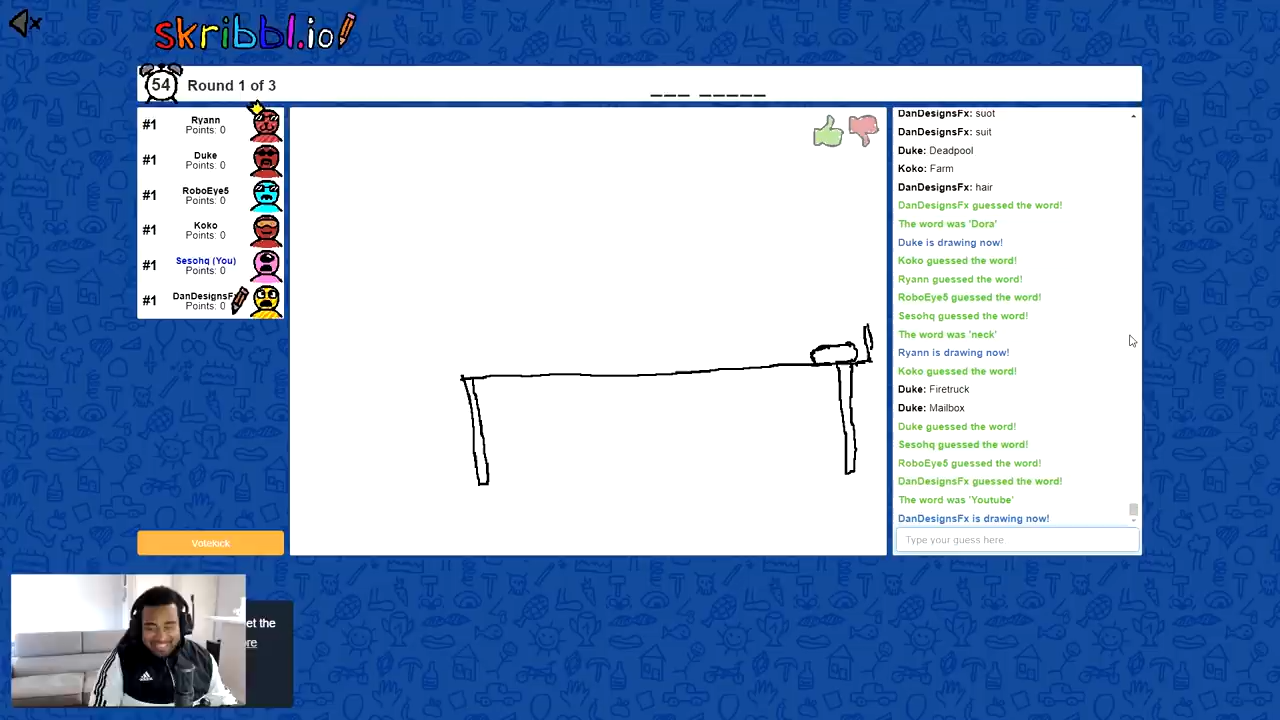 skribbl.io
54
Round 1 of 3
___ _____
#1 Ryann
Points: 0
#1 Duke
Points: 0
#1 RoboEye5
Points: 0
#1 Koko
Points: 0
#1 Sesohq (You)
Points: 0
#1 DanDesignsF
Points: 0
Votekick
DanDesignsFx: suot
DanDesignsFx: suit
Duke: Deadpool
Koko: Farm
DanDesignsFx: hair
DanDesignsFx guessed the word!
The word was 'Dora'
Duke is drawing now!
Koko guessed the word!
Ryann guessed the word!
RoboEye5 guessed the word!
Sesohq guessed the word!
The word was 'neck'
Ryann is drawing now!
Koko guessed the word!
Duke: Firetruck
Duke: Mailbox
Duke guessed the word!
Sesohq guessed the word!
RoboEye5 guessed the word!
DanDesignsFx guessed the word!
The word was 'Youtube'
DanDesignsFx is drawing now!
Type your guess here
et the
re